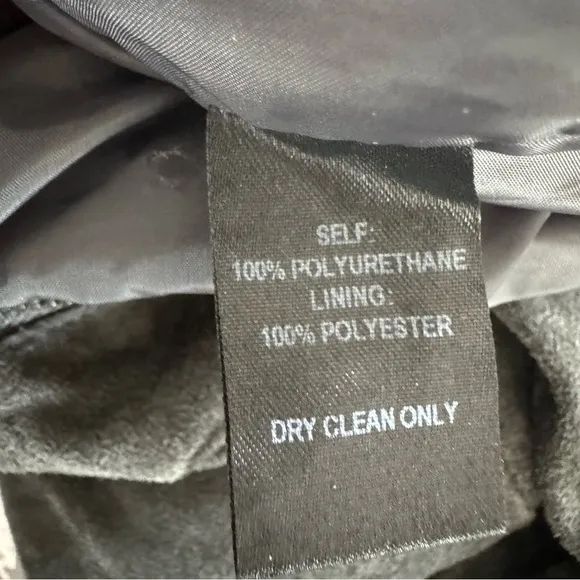 SELF:
100% POLYURETHANE
LINING:
100% POLYESTER
DRY CLEAN ONLY